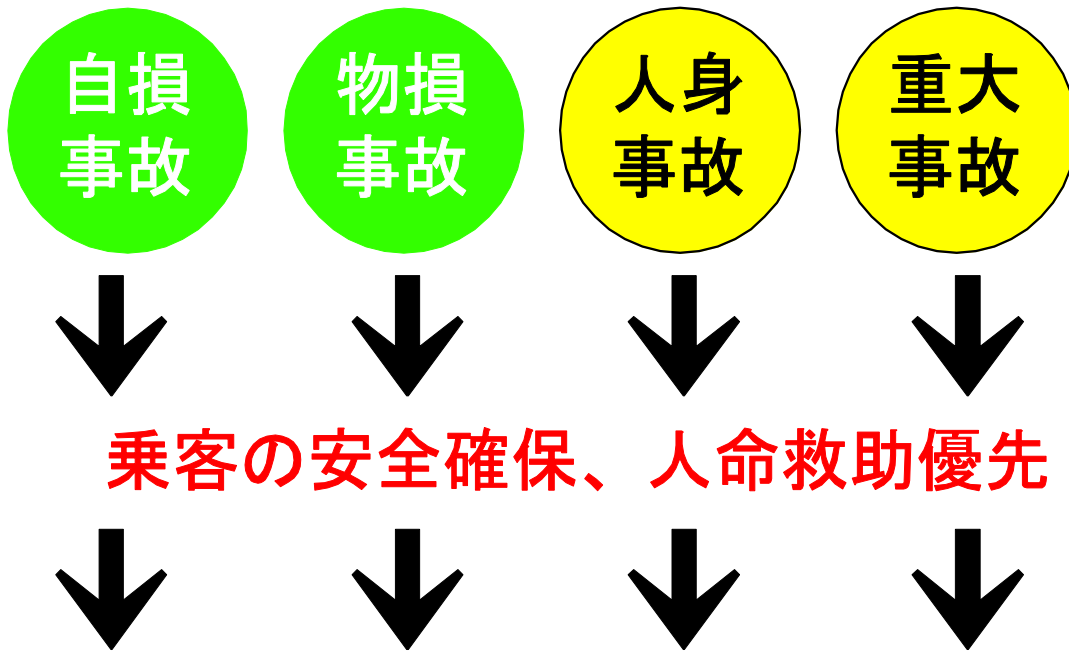 自損
事故
物損
事故
人身
事故
重大
事故
乗客の安全確保、人命救助優先